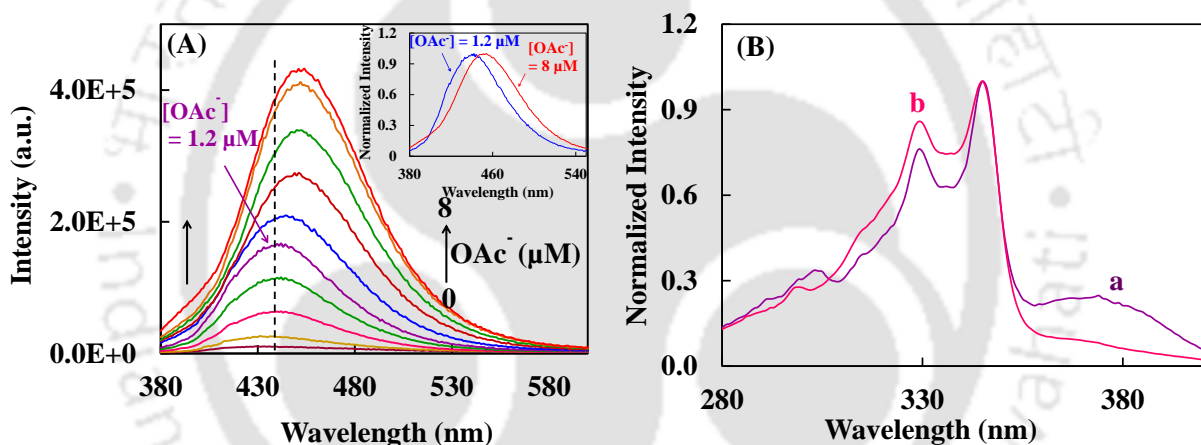 (A)
Intensity (a.u.)
4.0E+5
2.0E+5
0.0E+0
380 430 480 530 580
Wavelength (nm)
[OAc⁻]
= 1.2 µM
8
OAc⁻ (µM)
0
Normalized Intensity
1.2
0.9
0.6
0.3
0
380 460 540
Wavelength (nm)
[OAc⁻] = 1.2 µM
[OAc⁻]
= 8 µM
(B)
Normalized Intensity
1.2
0.9
0.6
0.3
0.0
280 330 380
Wavelength (nm)
b
a